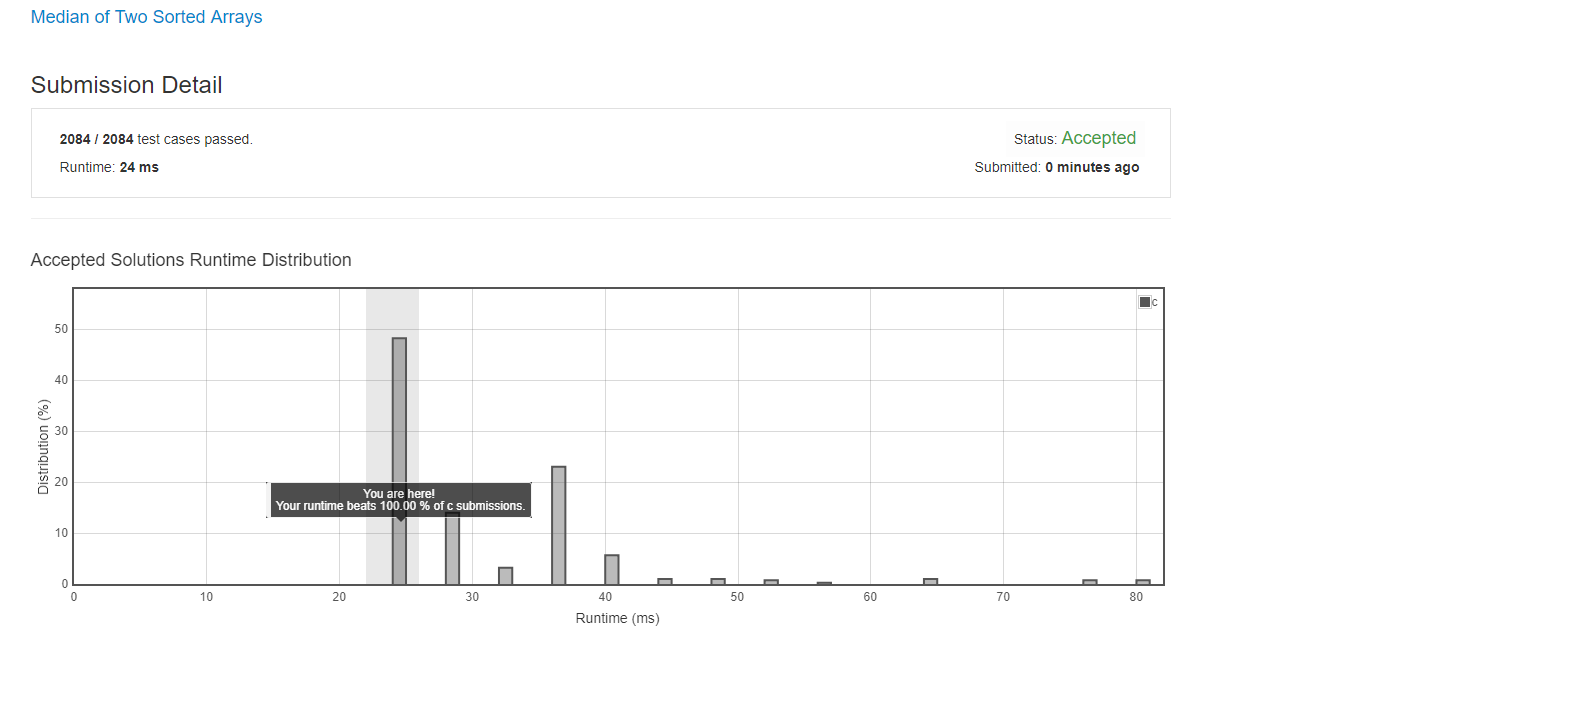 Median of Two Sorted Arrays
Submission Detail
2084 / 2084 test cases passed.
Status: Accepted
Runtime: 24 ms
Submitted: 0 minutes ago
Accepted Solutions Runtime Distribution
c
50
40
30
20
10
0
Distribution (%)
You are here!
Your runtime beats 100.00 % of c submissions.
0 10 20 30 40 50 60 70 80
Runtime (ms)